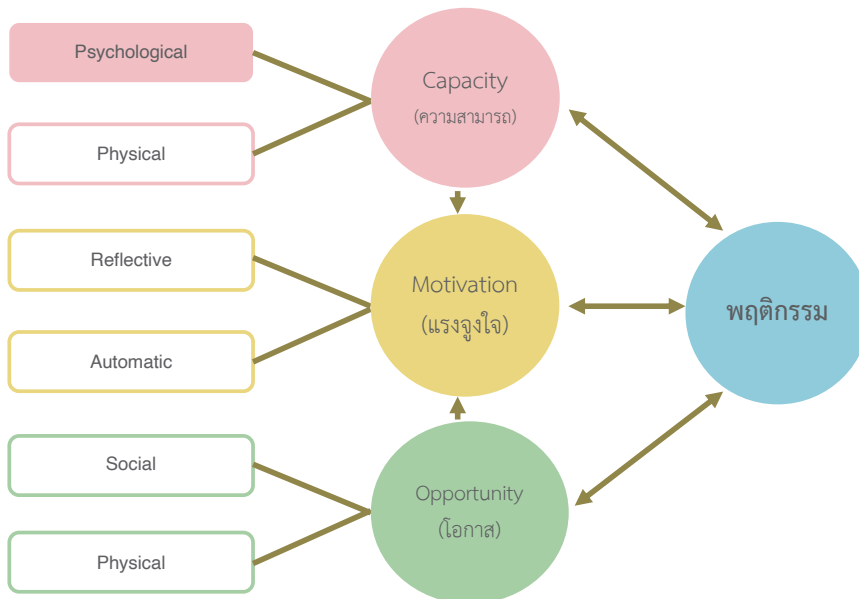 Psychological
Physical
Capacity
(ความสามารถ)
Reflective
Automatic
Motivation
(แรงจูงใจ)
พฤติกรรม
Social
Physical
Opportunity
(โอกาส)